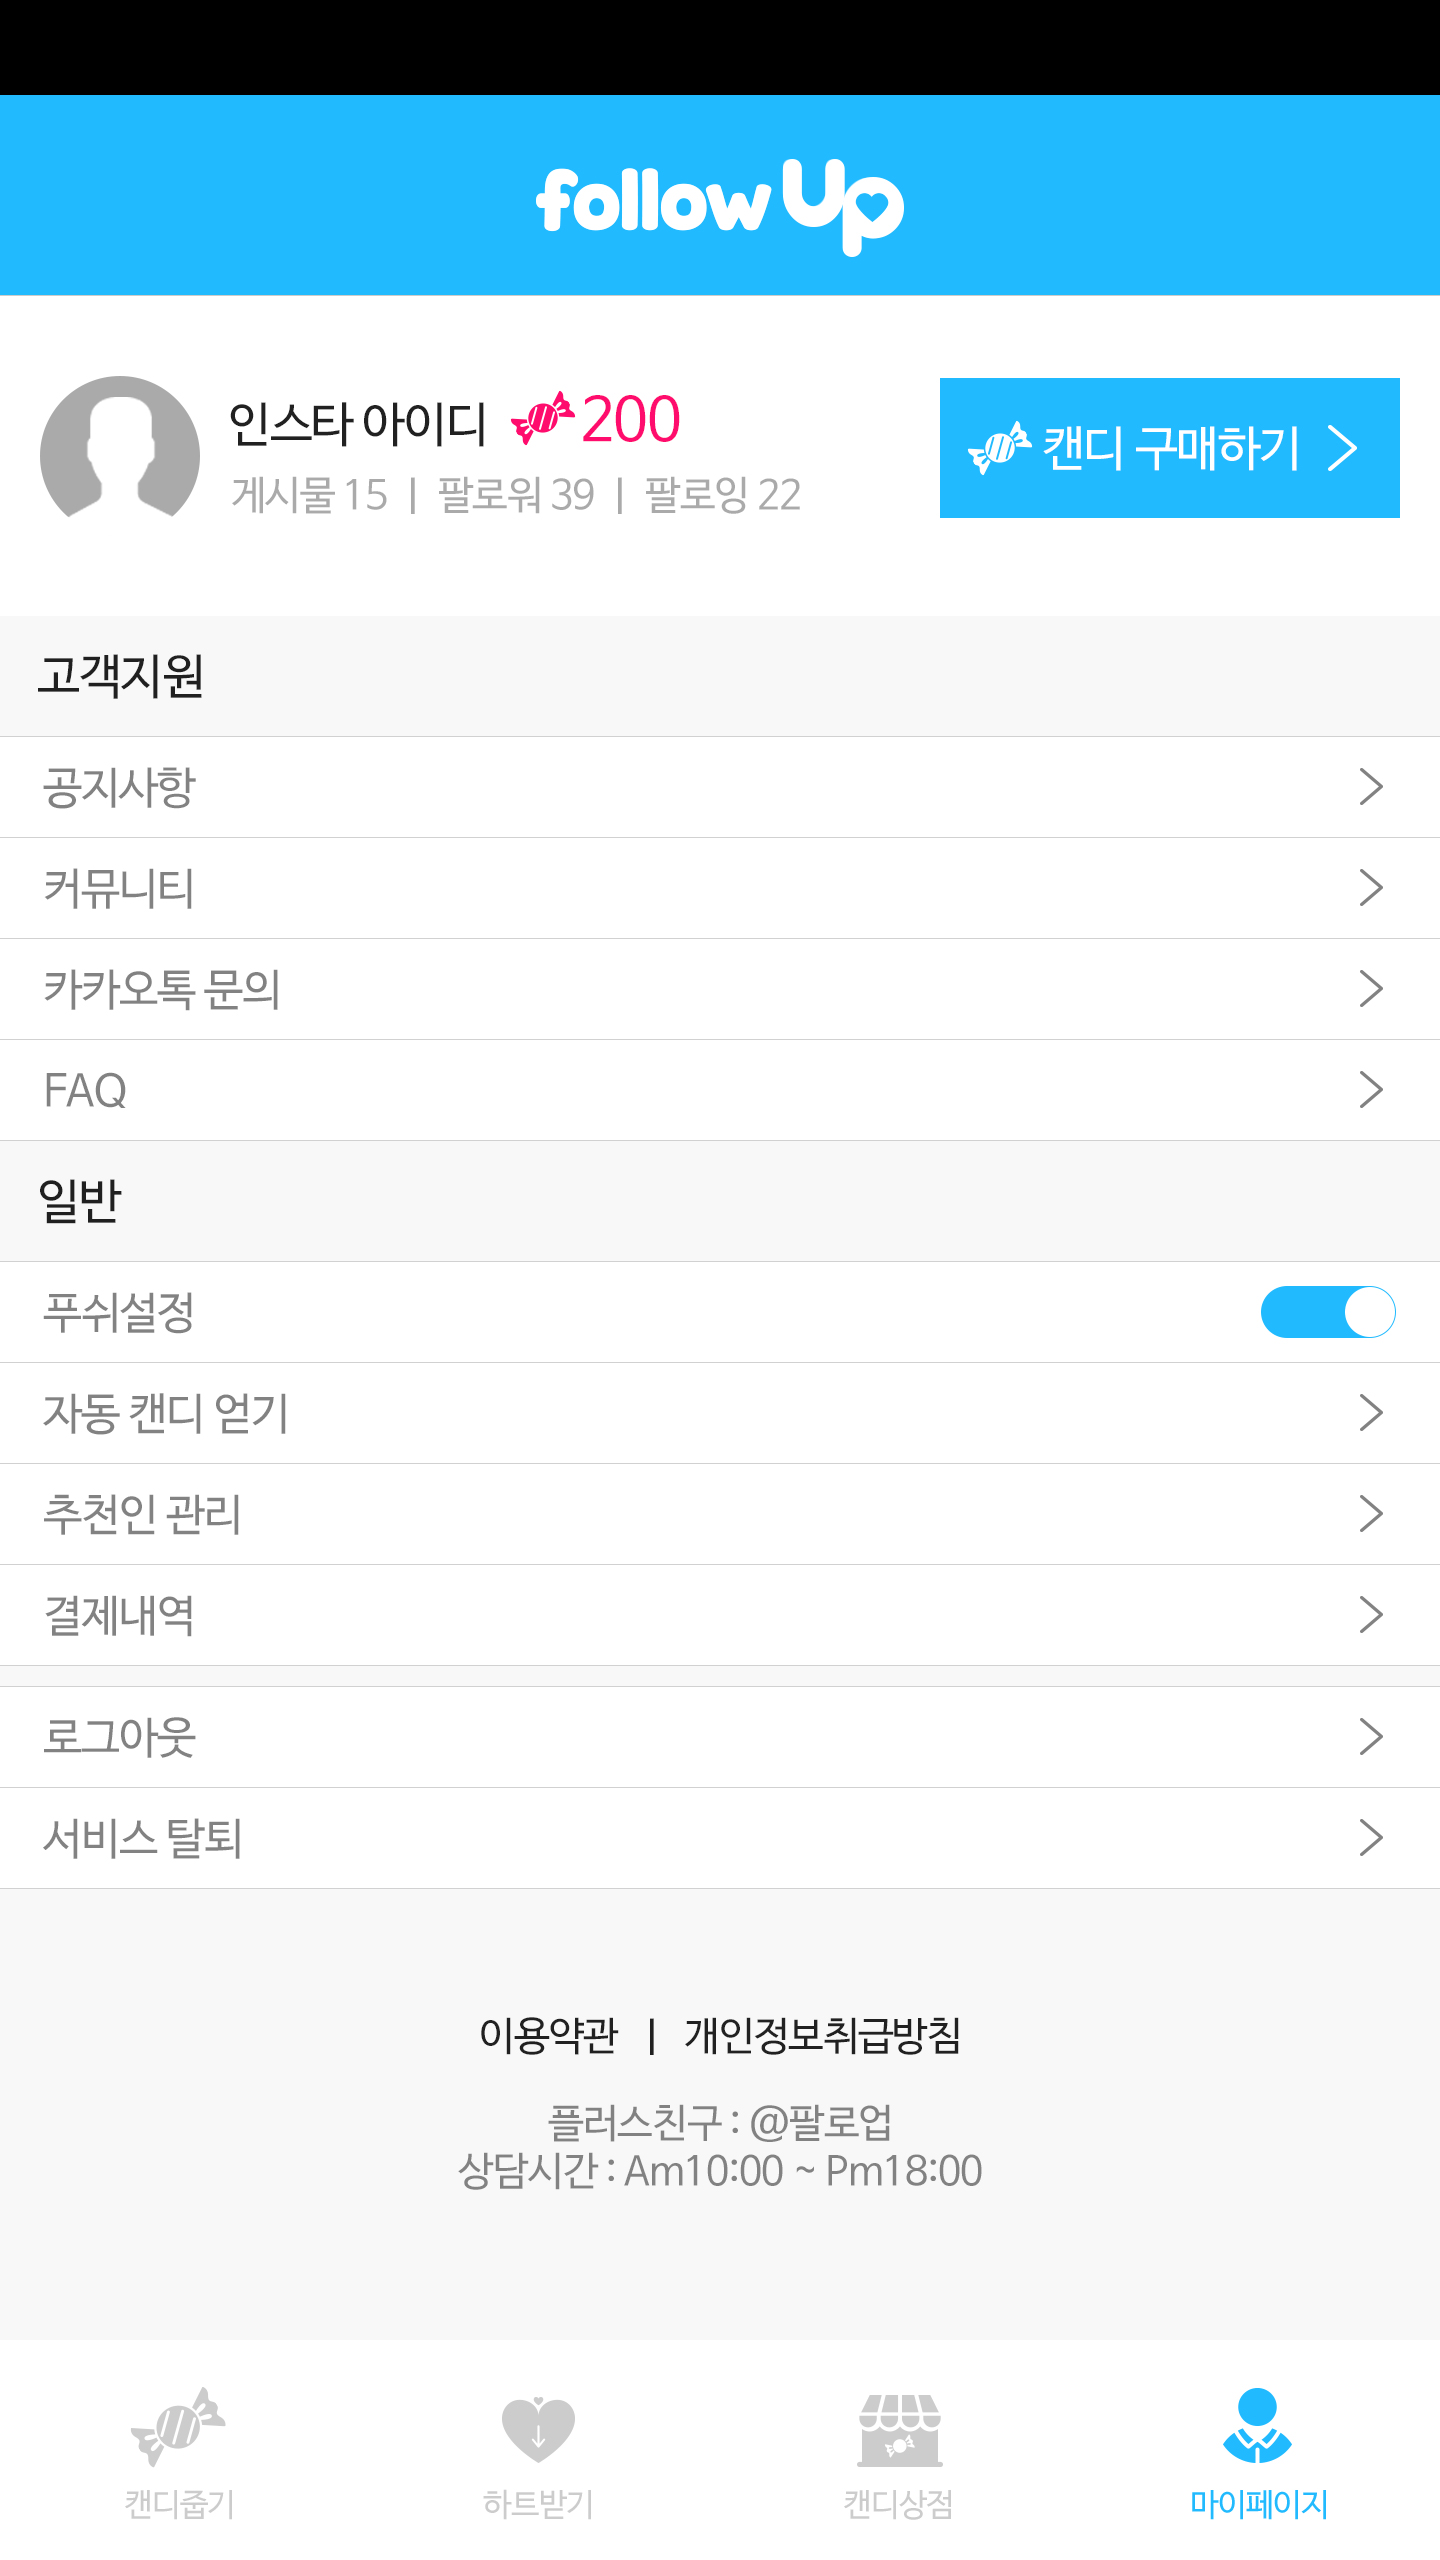 follow Up
인스타 아이디 200
게시물 15 | 팔로워 39 | 팔로잉 22
캔디 구매하기
고객지원
공지사항
커뮤니티
카카오톡 문의
FAQ
일반
푸쉬설정
자동 캔디 얻기
추천인 관리
결제내역
로그아웃
서비스 탈퇴
이용약관 | 개인정보취급방침
플러스친구 : @팔로업
상담시간 : Am10:00 ~ Pm18:00
캔디줍기 하트받기 캔디상점 마이페이지